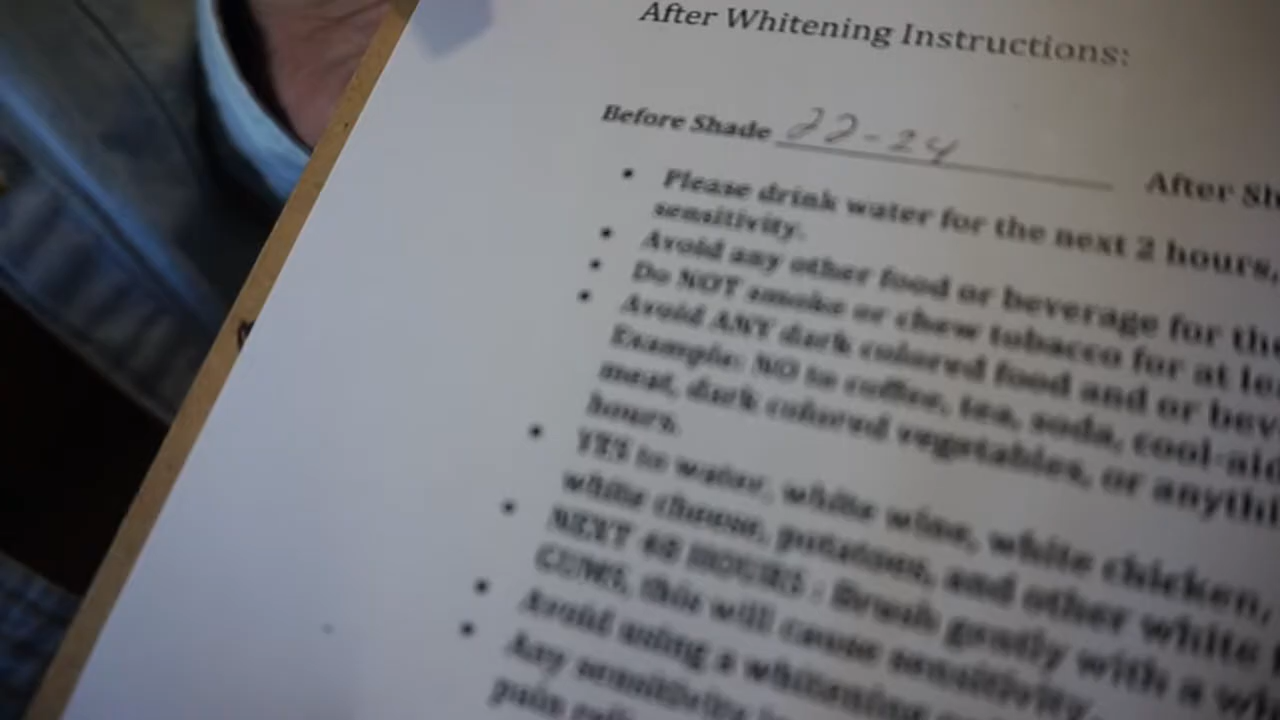 After Whitening Instructions:
Before Shade 22-24 After Sh
• Please drink water for the next 2 hours,
sensitivity.
• Avoid any other food or beverage for the
• Do NOT smoke or chew tobacco for at le
• Avoid ANY dark colored food and or bev
Example: NO to coffee, tea, soda, cool-aid
meat, dark colored vegetables, or anythi
hours.
• YES to water, white wine, white chicken,
white cheese, potatoes, and other white
• NEXT 48 HOURS: Brush gently with a
GUMS, this will cause sensitivity.
• Avoid using a whitening
• Any sensitivity
pain